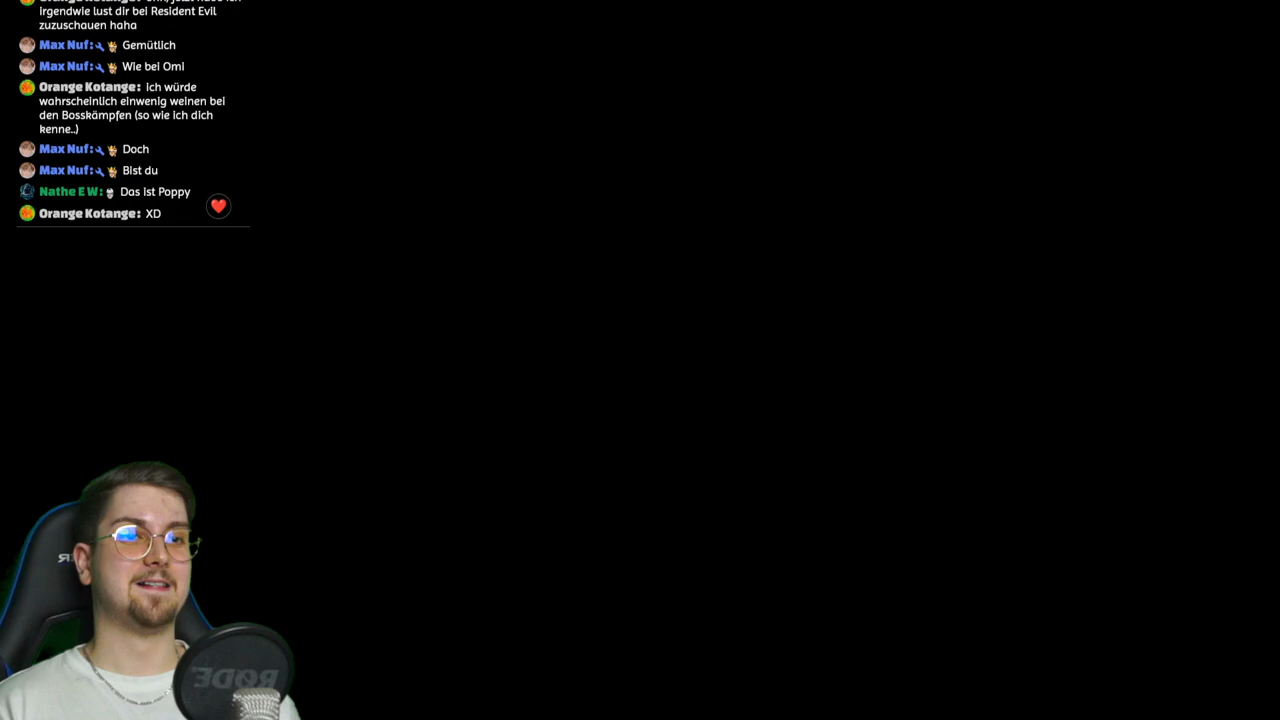 irgendwie lust dir bei Resident Evil
zuzuschauen haha
Max Nuf: Gemütlich
Max Nuf: Wie bei Omi
Orange Kotange: Ich würde
wahrscheinlich einwenig weinen bei
den Bosskämpfen (so wie ich dich
kenne..)
Max Nuf: Doch
Max Nuf: Bist du
Nathe E W: Das ist Poppy
Orange Kotange: XD
RØDE